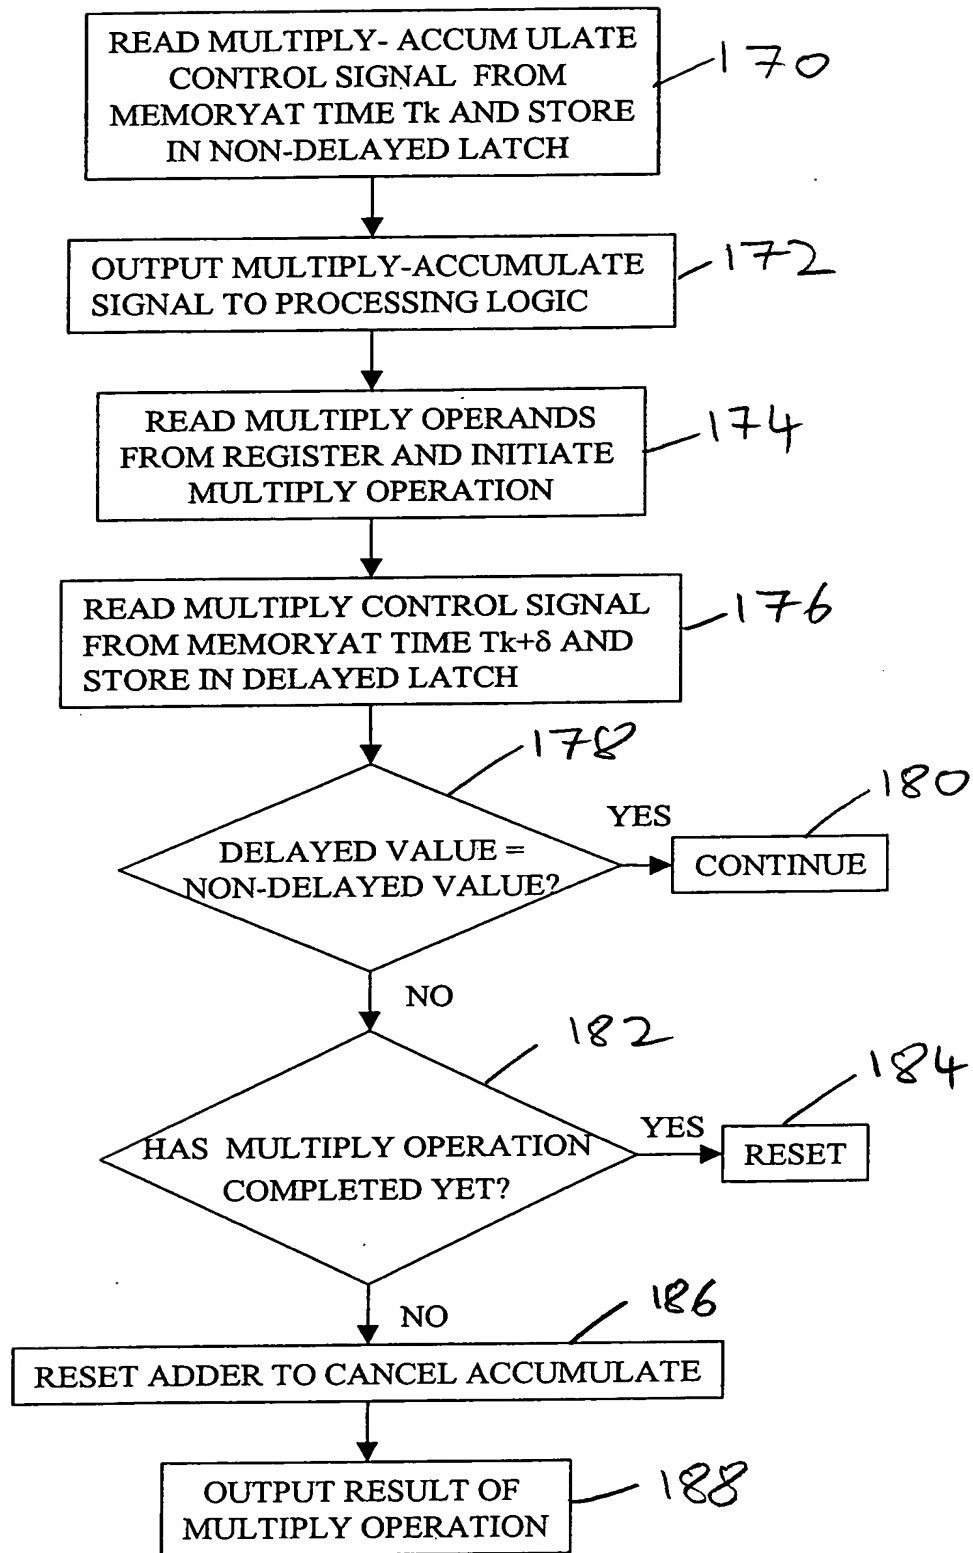 READ MULTIPLY- ACCUM ULATE
CONTROL SIGNAL FROM
MEMORYAT TIME Tk AND STORE
IN NON-DELAYED LATCH
170
OUTPUT MULTIPLY-ACCUMULATE
SIGNAL TO PROCESSING LOGIC
172
READ MULTIPLY OPERANDS
FROM REGISTER AND INITIATE
MULTIPLY OPERATION
174
READ MULTIPLY CONTROL SIGNAL
FROM MEMORYAT TIME Tk+δ AND
STORE IN DELAYED LATCH
176
178
DELAYED VALUE =
NON-DELAYED VALUE?
YES
180
CONTINUE
NO
182
HAS MULTIPLY OPERATION
COMPLETED YET?
YES
184
RESET
NO
186
RESET ADDER TO CANCEL ACCUMULATE
OUTPUT RESULT OF
MULTIPLY OPERATION
188